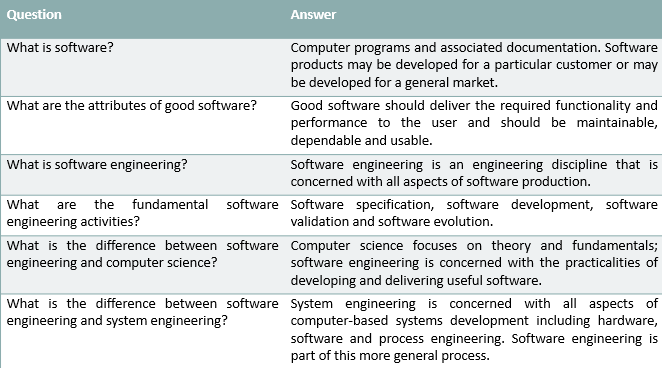 Question
Answer
What is software?
Computer programs and associated documentation. Software
products may be developed for a particular customer or may
be developed for a general market.
What are the attributes of good software?
Good software should deliver the required functionality and
performance to the user and should be maintainable,
dependable and usable.
What is software engineering?
Software engineering is an engineering discipline that is
concerned with all aspects of software production.
What are the fundamental software
engineering activities?
Software specification, software development, software
validation and software evolution.
What is the difference between software
engineering and computer science?
Computer science focuses on theory and fundamentals;
software engineering is concerned with the practicalities of
developing and delivering useful software.
What is the difference between software
engineering and system engineering?
System engineering is concerned with all aspects of
computer-based systems development including hardware,
software and process engineering. Software engineering is
part of this more general process.